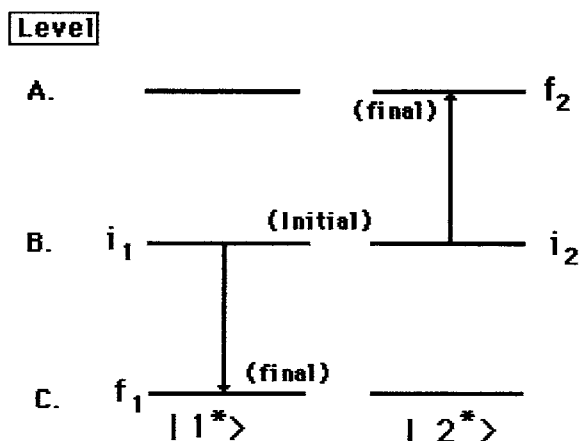 Level
A. f₂
(final)
(Initial)
B. i₁ i₂
(final)
C. f₁
| 1*> | 2*>